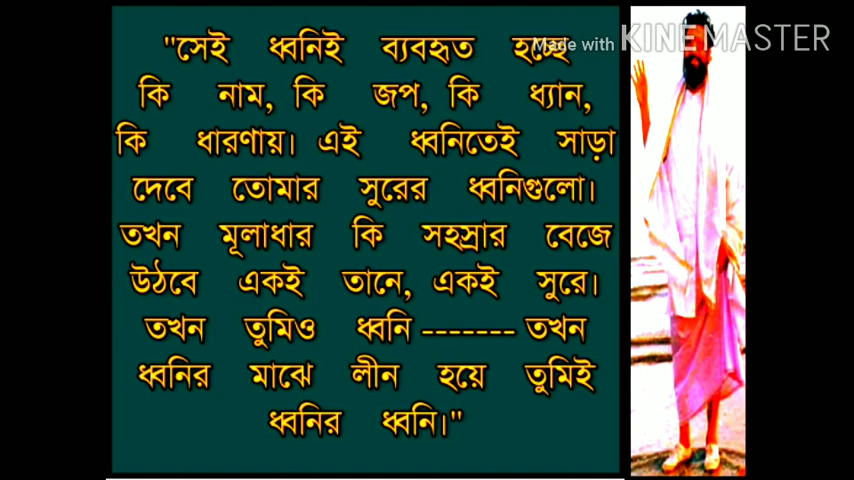 "সেই ধ্বনিই ব্যবহৃত হচ্ছে
কি নাম, কি জপ, কি ধ্যান,
কি ধারণায়। এই ধ্বনিতেই সাড়া
দেবে তোমার সুরের ধ্বনিগুলো।
তখন মূলাধার কি সহস্রার বেজে
উঠবে একই তানে, একই সুরে।
তখন তুমিও ধ্বনি ------- তখন
ধ্বনির মাঝে লীন হয়ে তুমিই
ধ্বনির ধ্বনি।"
Made with KINEMASTER